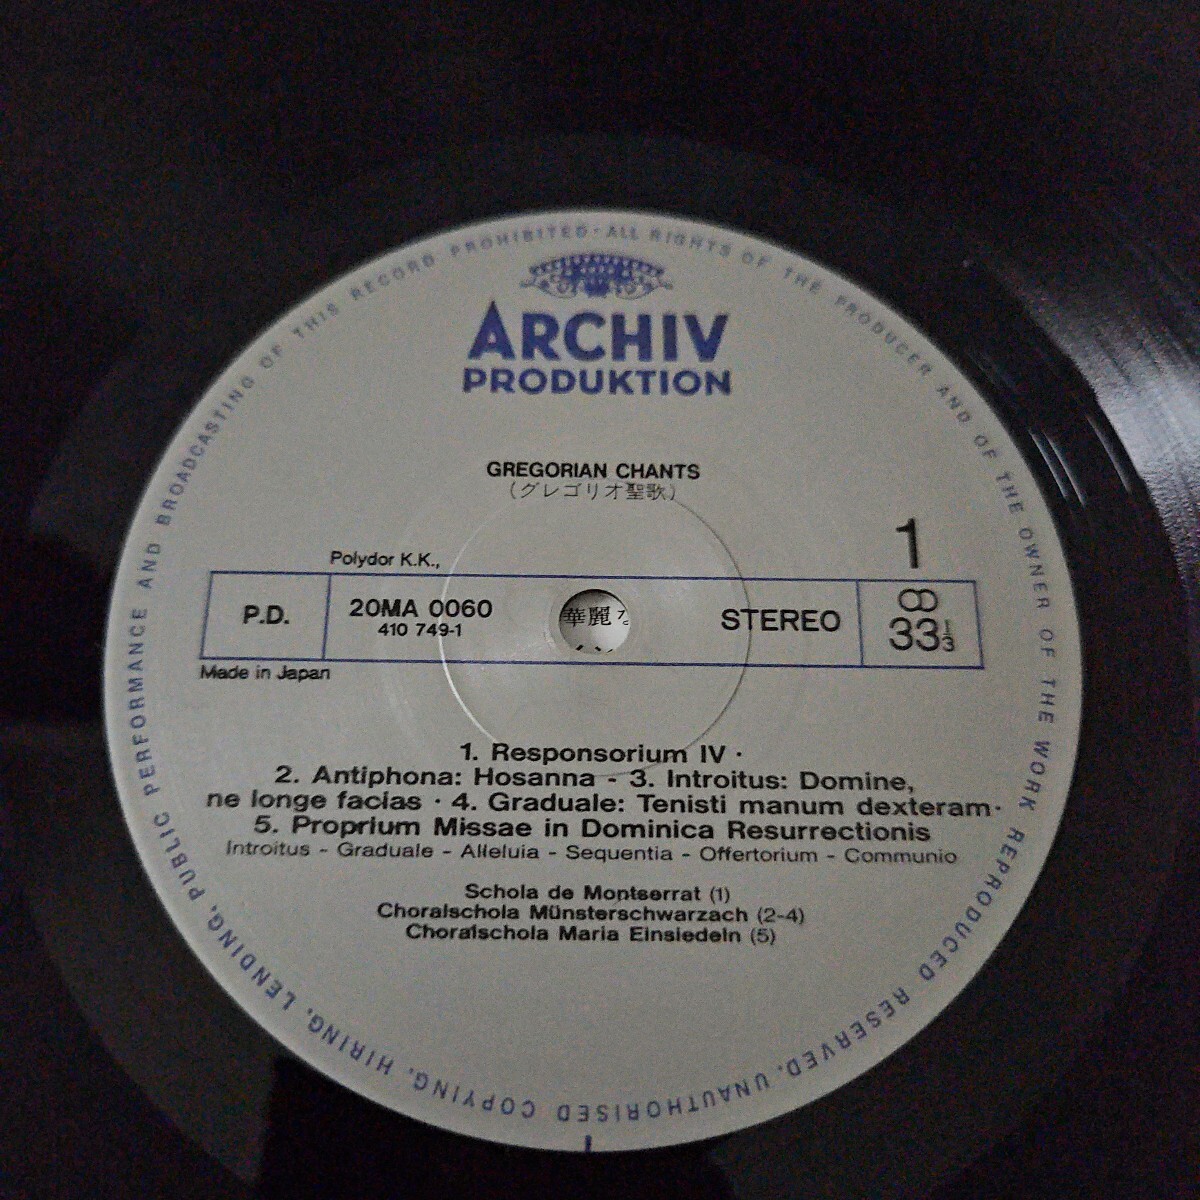 PERFORMANCE AND BROADCASTING OF THIS RECORD PROHIBITED · ALL RIGHTS OF THE PRODUCER AND OF THE OWNER OF THE WORK REPRODUCED RESERVED. UNAUTHORISED COPYING, HIRING, LENDING, PUBLIC
ARCHIV
PRODUKTION
GREGORIAN CHANTS
(グレゴリオ聖歌)
1
Polydor K.K.,
P.D.
20MA 0060
410 749-1
華麗
STEREO
33 1/3
Made in Japan
1. Responsorium IV ·
2. Antiphona: Hosanna - 3. Introitus: Domine,
ne longe facias · 4. Graduale: Tenisti manum dexteram·
5. Proprium Missae in Dominica Resurrectionis
Introitus - Graduale - Alleluia - Sequentia - Offertorium - Communio
Schola de Montserrat (1)
Choralschola Münsterschwarzach (2-4)
Choralschola Maria Einsiedeln (5)